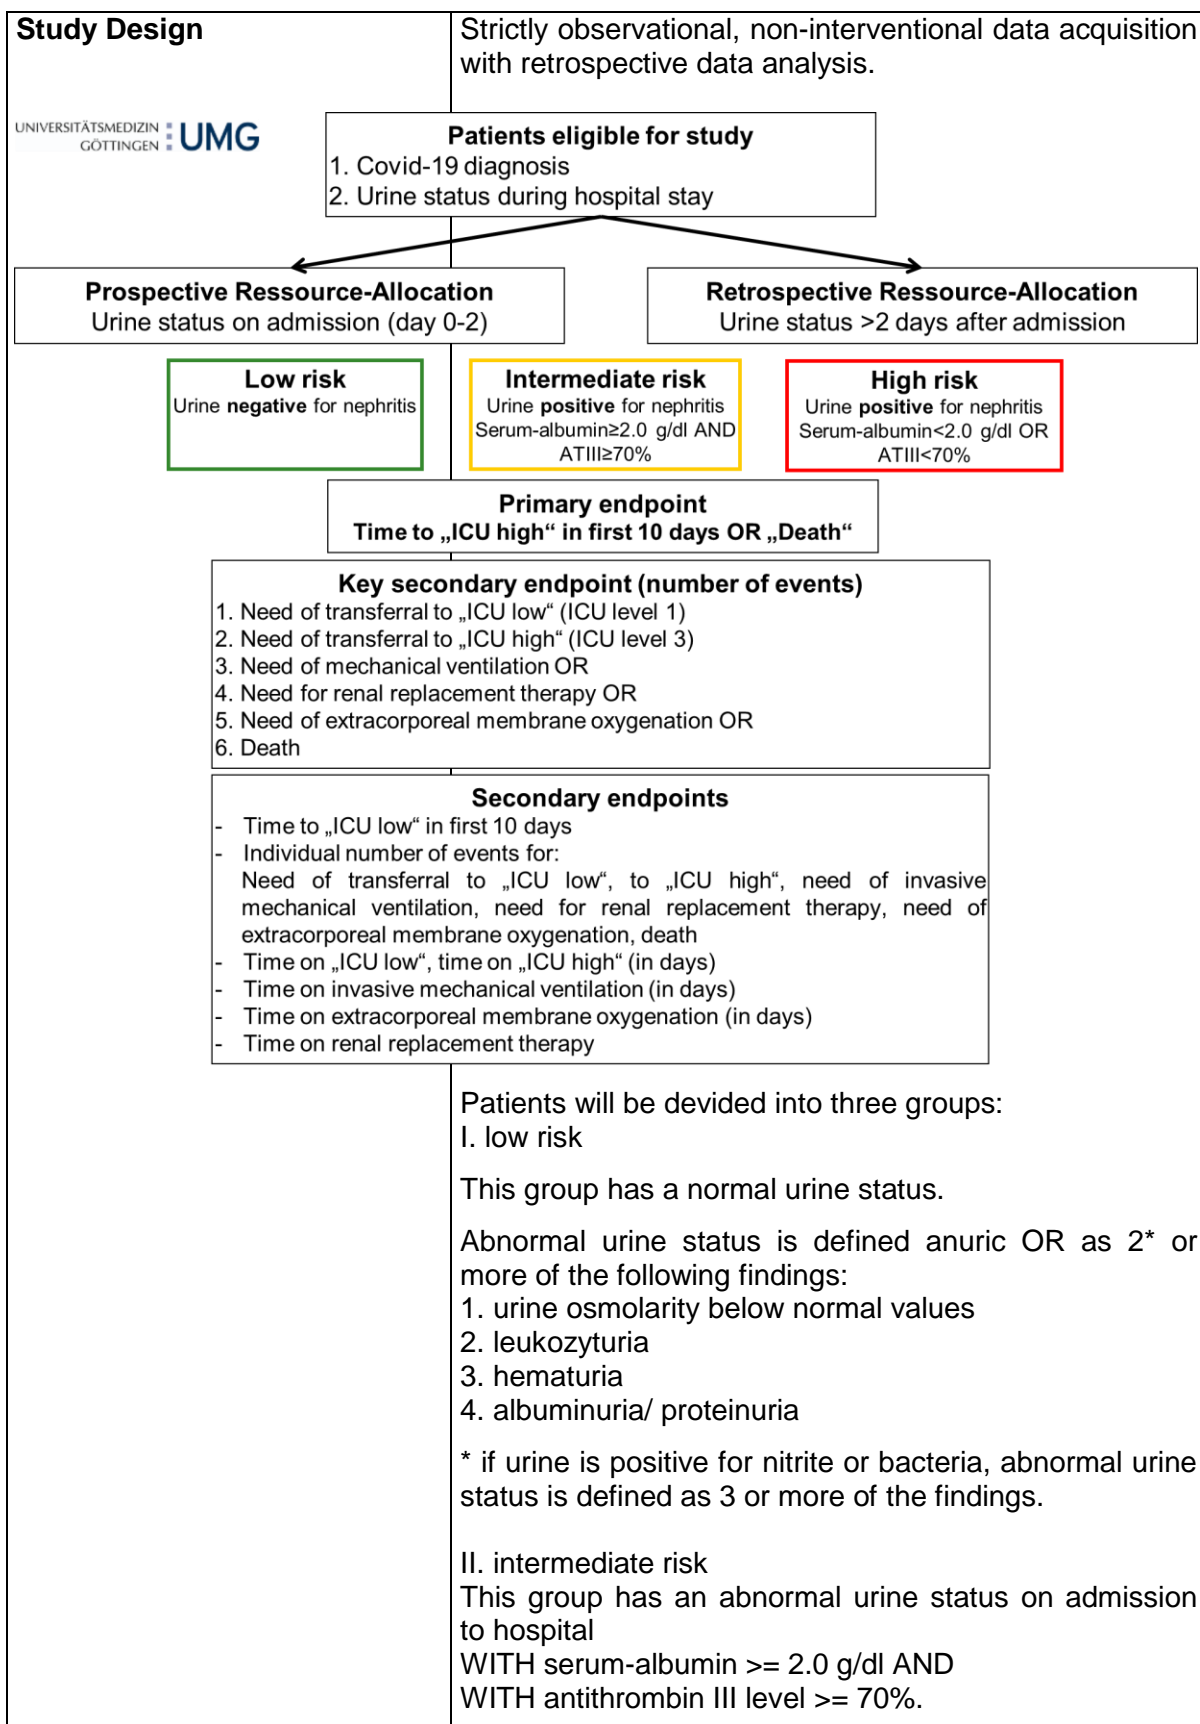 Study Design
Strictly observational, non-interventional data acquisition
with retrospective data analysis.
UNIVERSITÄTSMEDIZIN
GÖTTINGEN
UMG
Patients eligible for study
1. Covid-19 diagnosis
2. Urine status during hospital stay
Prospective Ressource-Allocation
Urine status on admission (day 0-2)
Retrospective Ressource-Allocation
Urine status >2 days after admission
Low risk
Urine negative for nephritis
Intermediate risk
Urine positive for nephritis
Serum-albumin≥2.0 g/dl AND
ATIII≥70%
High risk
Urine positive for nephritis
Serum-albumin<2.0 g/dl OR
ATIII<70%
Primary endpoint
Time to „ICU high“ in first 10 days OR „Death“
Key secondary endpoint (number of events)
1. Need of transferral to „ICU low“ (ICU level 1)
2. Need of transferral to „ICU high“ (ICU level 3)
3. Need of mechanical ventilation OR
4. Need for renal replacement therapy OR
5. Need of extracorporeal membrane oxygenation OR
6. Death
Secondary endpoints
- Time to „ICU low“ in first 10 days
- Individual number of events for:
Need of transferral to „ICU low“, to „ICU high“, need of invasive
mechanical ventilation, need for renal replacement therapy, need of
extracorporeal membrane oxygenation, death
- Time on „ICU low“, time on „ICU high“ (in days)
- Time on invasive mechanical ventilation (in days)
- Time on extracorporeal membrane oxygenation (in days)
- Time on renal replacement therapy
Patients will be devided into three groups:
I. low risk
This group has a normal urine status.
Abnormal urine status is defined anuric OR as 2* or
more of the following findings:
1. urine osmolarity below normal values
2. leukozyturia
3. hematuria
4. albuminuria/ proteinuria
* if urine is positive for nitrite or bacteria, abnormal urine
status is defined as 3 or more of the findings.
II. intermediate risk
This group has an abnormal urine status on admission
to hospital
WITH serum-albumin >= 2.0 g/dl AND
WITH antithrombin III level >= 70%.